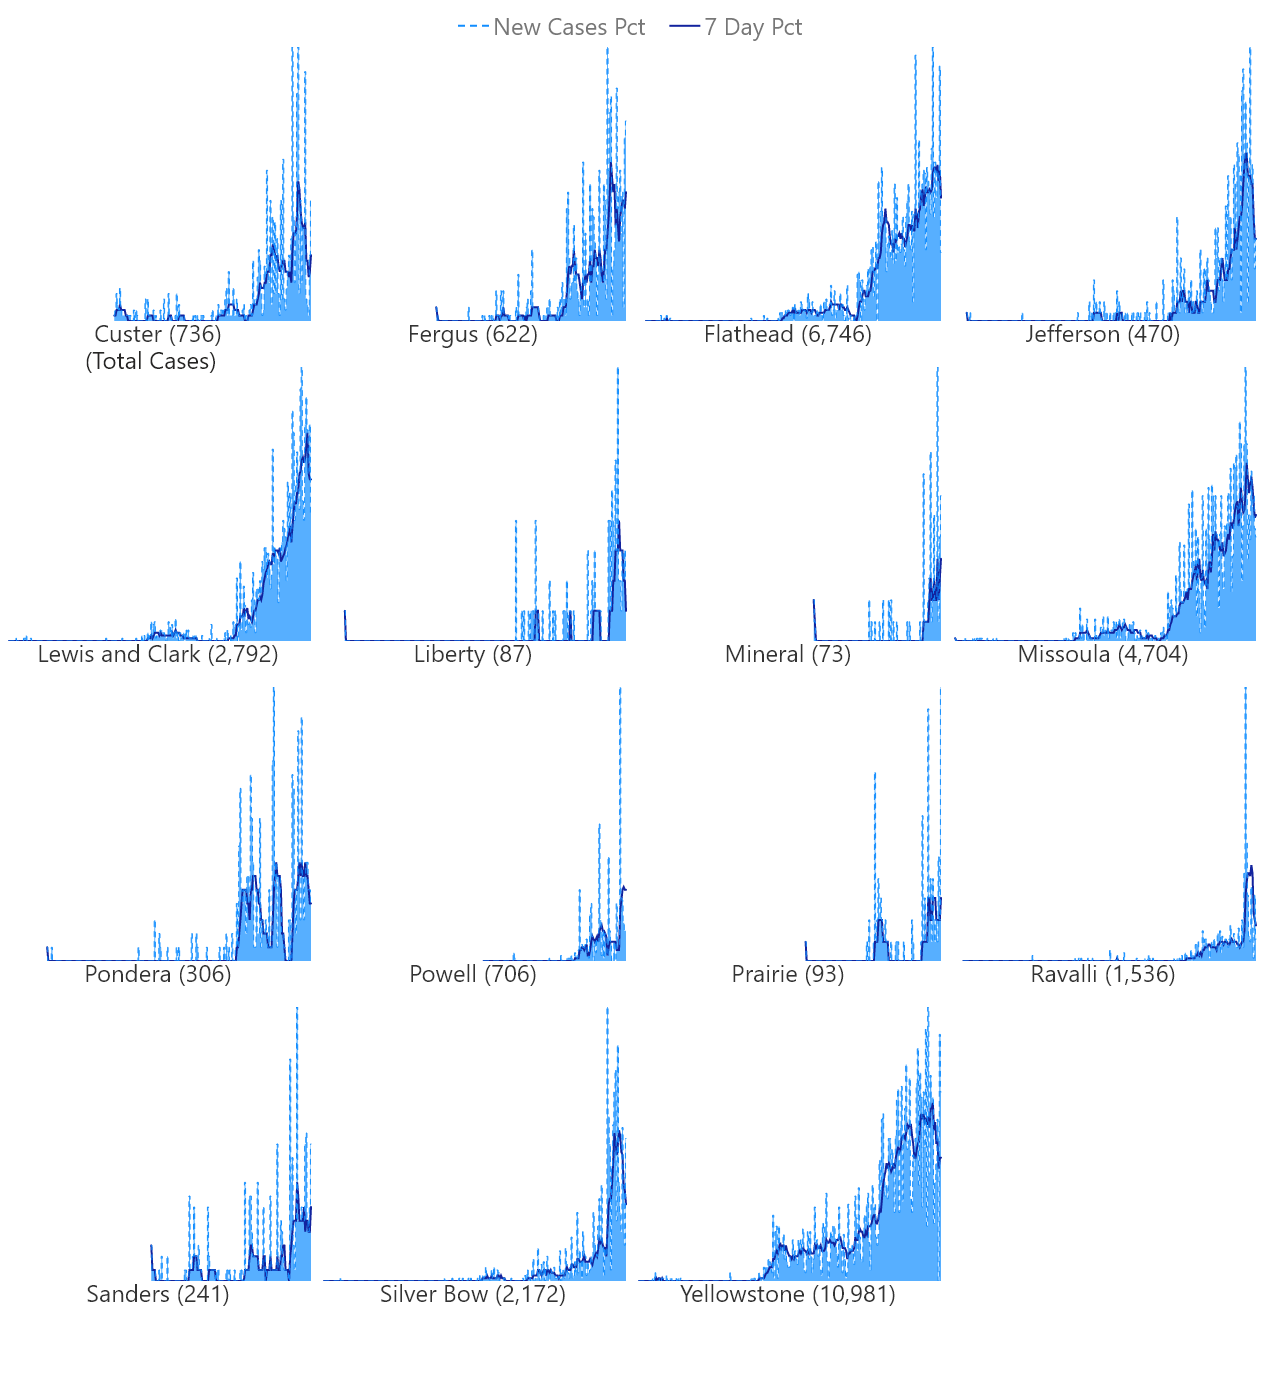 New Cases Pct 7 Day Pct
Custer (736) Fergus (622) Flathead (6,746) Jefferson (470)
(Total Cases)
Lewis and Clark (2,792) Liberty (87) Mineral (73) Missoula (4,704)
Pondera (306) Powell (706) Prairie (93) Ravalli (1,536)
Sanders (241) Silver Bow (2,172) Yellowstone (10,981)